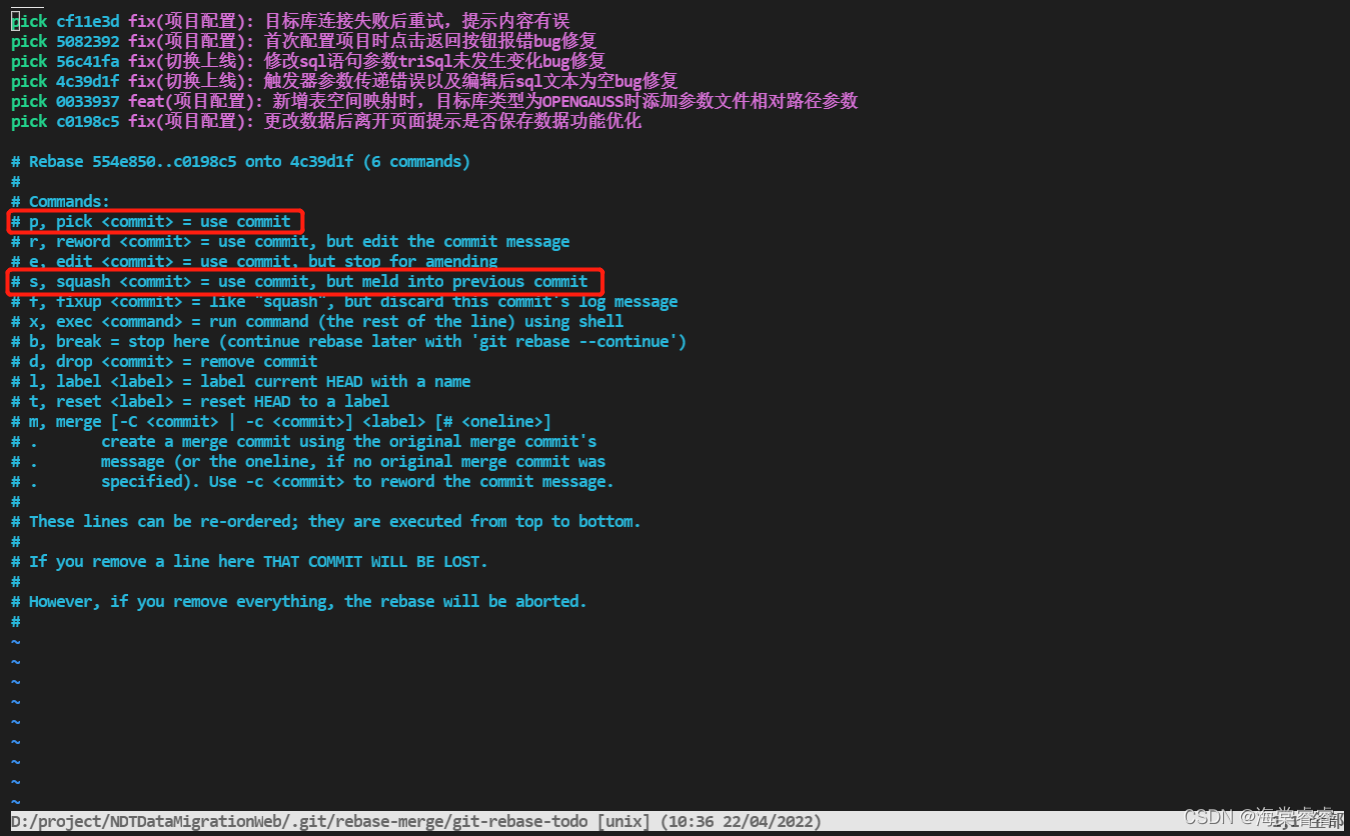 pick cf11e3d fix(项目配置): 目标库连接失败后重试，提示内容有误
pick 5082392 fix(项目配置): 首次配置项目时点击返回按钮报错bug修复
pick 56c41fa fix(切换上线): 修改sql语句参数triSql未发生变化bug修复
pick 4c39d1f fix(切换上线): 触发器参数传递错误以及编辑后sql文本为空bug修复
pick 0033937 feat(项目配置): 新增表空间映射时，目标库类型为OPENGAUSS时添加参数文件相对路径参数
pick c0198c5 fix(项目配置): 更改数据后离开页面提示是否保存数据功能优化
# Rebase 554e850..c0198c5 onto 4c39d1f (6 commands)
#
# Commands:
# p, pick <commit> = use commit
# r, reword <commit> = use commit, but edit the commit message
# e, edit <commit> = use commit, but stop for amending
# s, squash <commit> = use commit, but meld into previous commit
# f, fixup <commit> = like "squash", but discard this commit's log message
# x, exec <command> = run command (the rest of the line) using shell
# b, break = stop here (continue rebase later with 'git rebase --continue')
# d, drop <commit> = remove commit
# l, label <label> = label current HEAD with a name
# t, reset <label> = reset HEAD to a label
# m, merge [-C <commit> | -c <commit>] <label> [# <oneline>]
# .       create a merge commit using the original merge commit's
# .       message (or the oneline, if no original merge commit was
# .       specified). Use -c <commit> to reword the commit message.
#
# These lines can be re-ordered; they are executed from top to bottom.
#
# If you remove a line here THAT COMMIT WILL BE LOST.
#
# However, if you remove everything, the rebase will be aborted.
#
~
~
~
~
~
~
~
~
~
D:/project/NDTDataMigrationWeb/.git/rebase-merge/git-rebase-todo [unix] (10:36 22/04/2022) 1,1 全部
CSDN @海棠睿睿